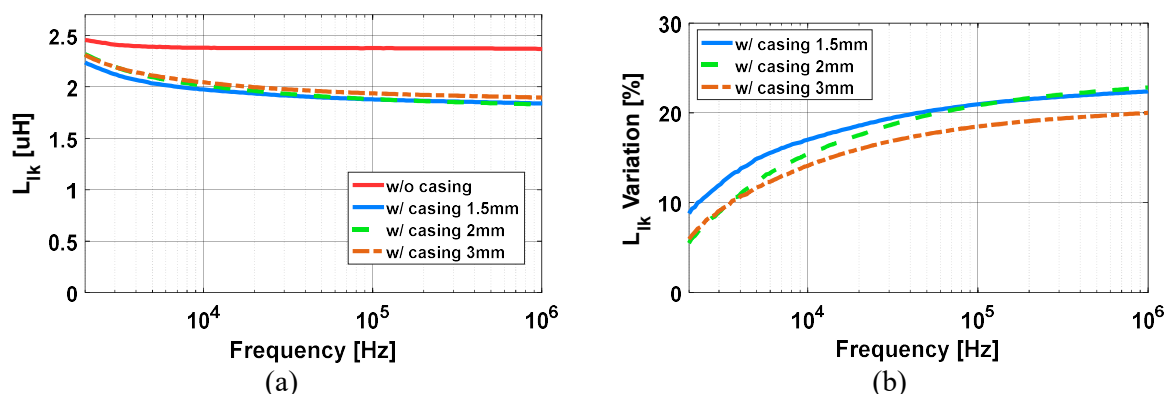 2.5
2
1.5
1
0.5
0
L_lk [uH]
w/o casing
w/ casing 1.5mm
w/ casing 2mm
w/ casing 3mm
10^4
10^5
10^6
Frequency [Hz]
(a)
30
20
10
0
L_lk Variation [%]
w/ casing 1.5mm
w/ casing 2mm
w/ casing 3mm
10^4
10^5
10^6
Frequency [Hz]
(b)